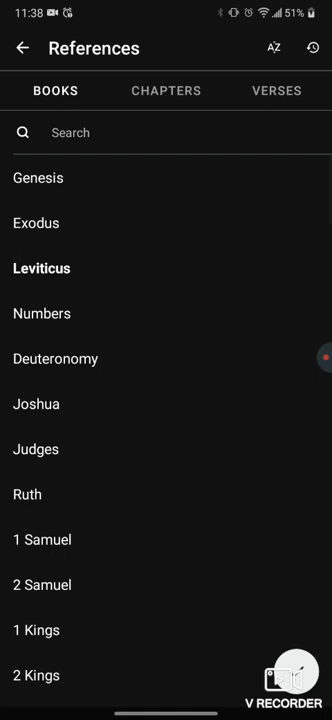 11:38 51%
References
BOOKS CHAPTERS VERSES
Search
Genesis
Exodus
Leviticus
Numbers
Deuteronomy
Joshua
Judges
Ruth
1 Samuel
2 Samuel
1 Kings
2 Kings
V RECORDER